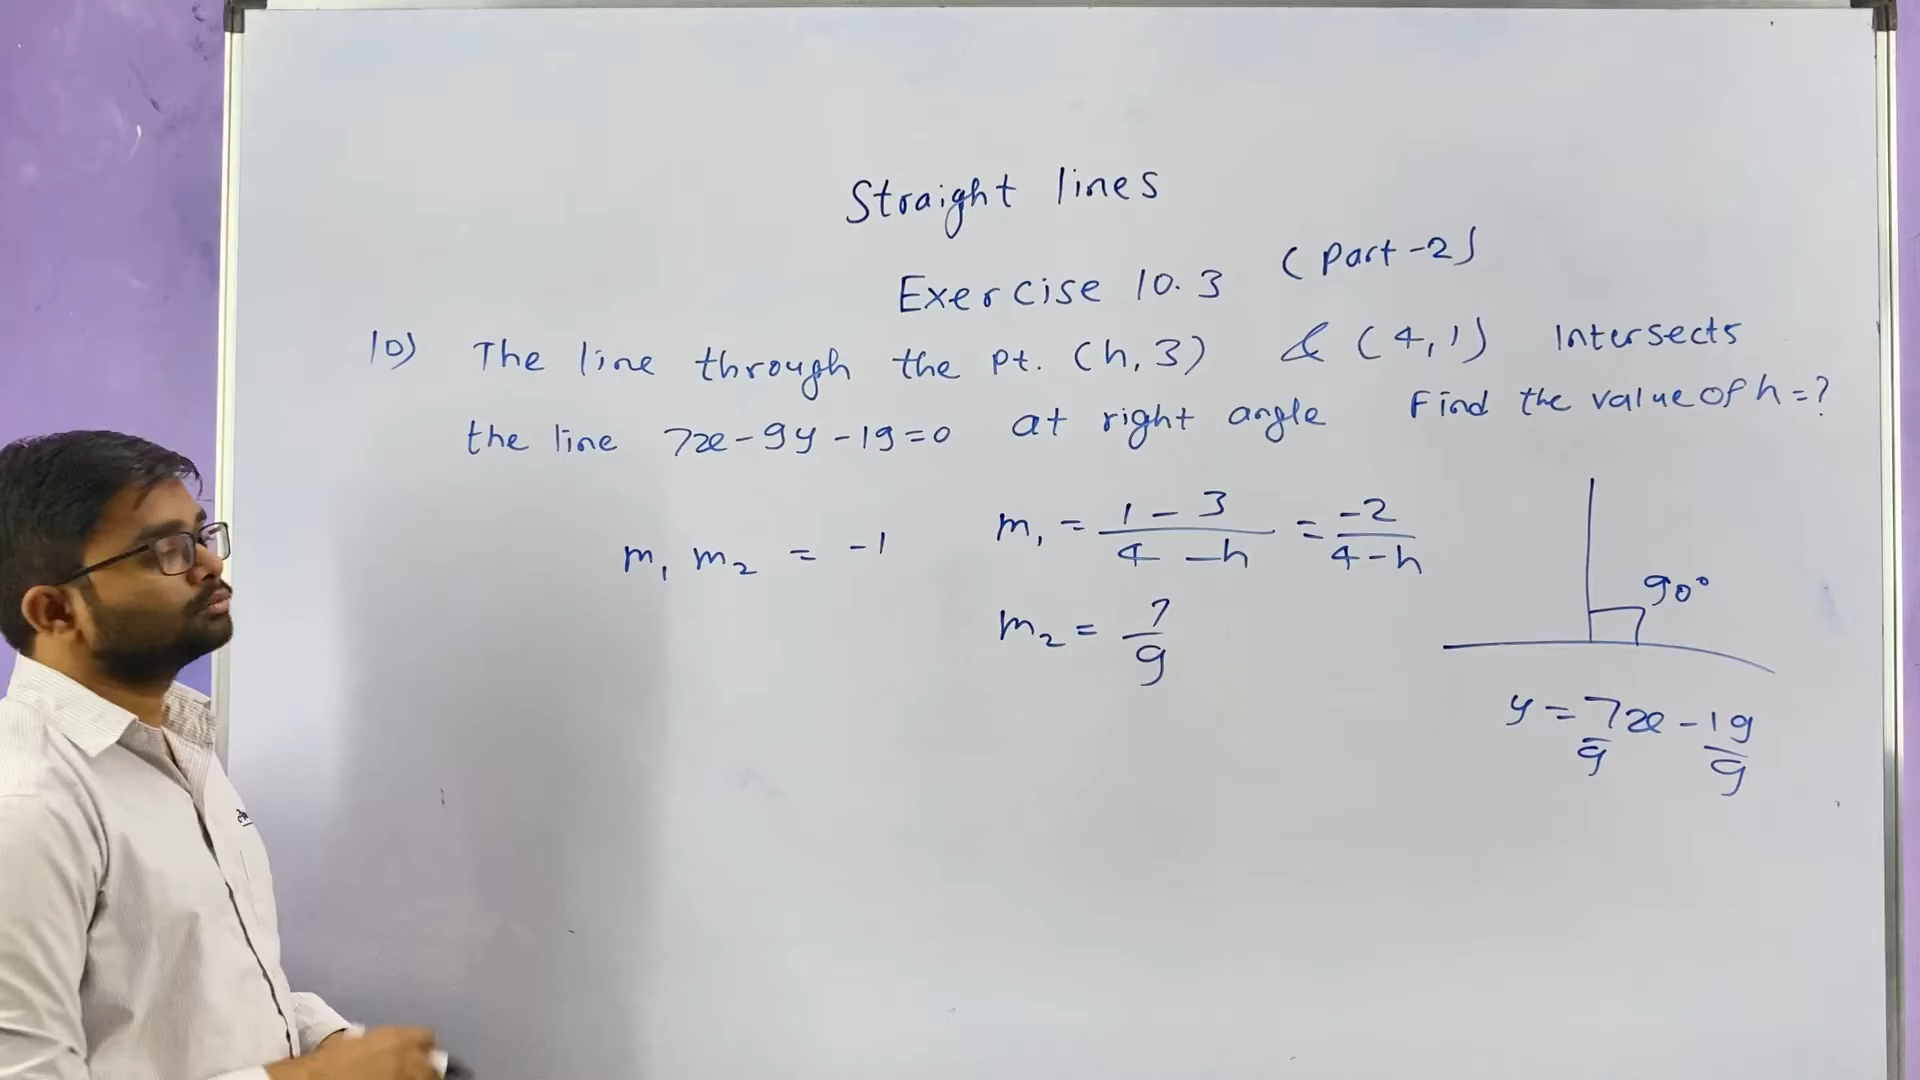 Straight lines
Exercise 10.3 (Part-2)
10) The line through the Pt. (h,3) & (4,1) Intersects
the line 7x-9y-19=0 at right angle Find the value of h=?
m₁ m₂ = -1
m₁ = (1-3)/(4-h) = -2/(4-h)
m₂ = 7/9
90°
y = 7/9 x - 19/9